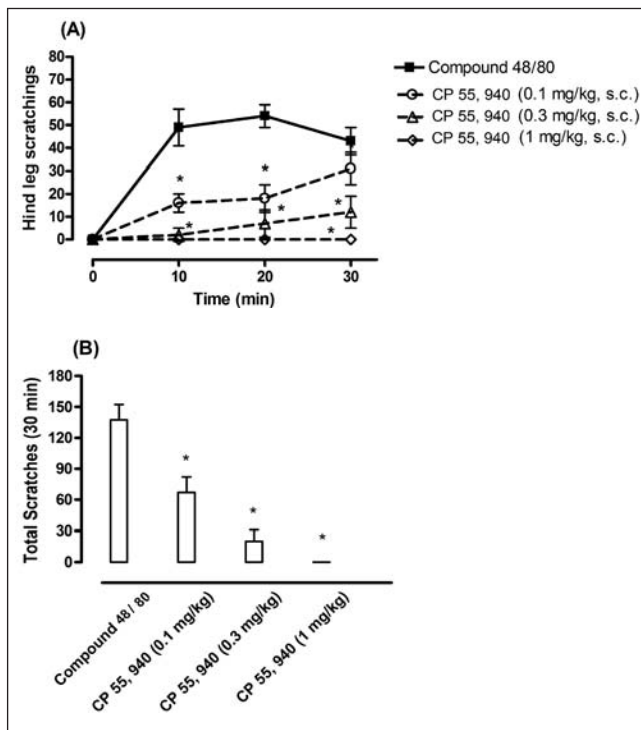 (A)
80
70
60
50
40
30
20
10
0
Hind leg scratchings
0 10 20 30
Time (min)
Compound 48/80
CP 55, 940 (0.1 mg/kg, s.c.)
CP 55, 940 (0.3 mg/kg, s.c.)
CP 55, 940 (1 mg/kg, s.c.)
* * * * * *
(B)
180
150
120
90
60
30
0
Total Scratches (30 min)
* * *
Compound 48/ 80
CP 55, 940 (0.1 mg/kg)
CP 55, 940 (0.3 mg/kg)
CP 55, 940 (1 mg/kg)